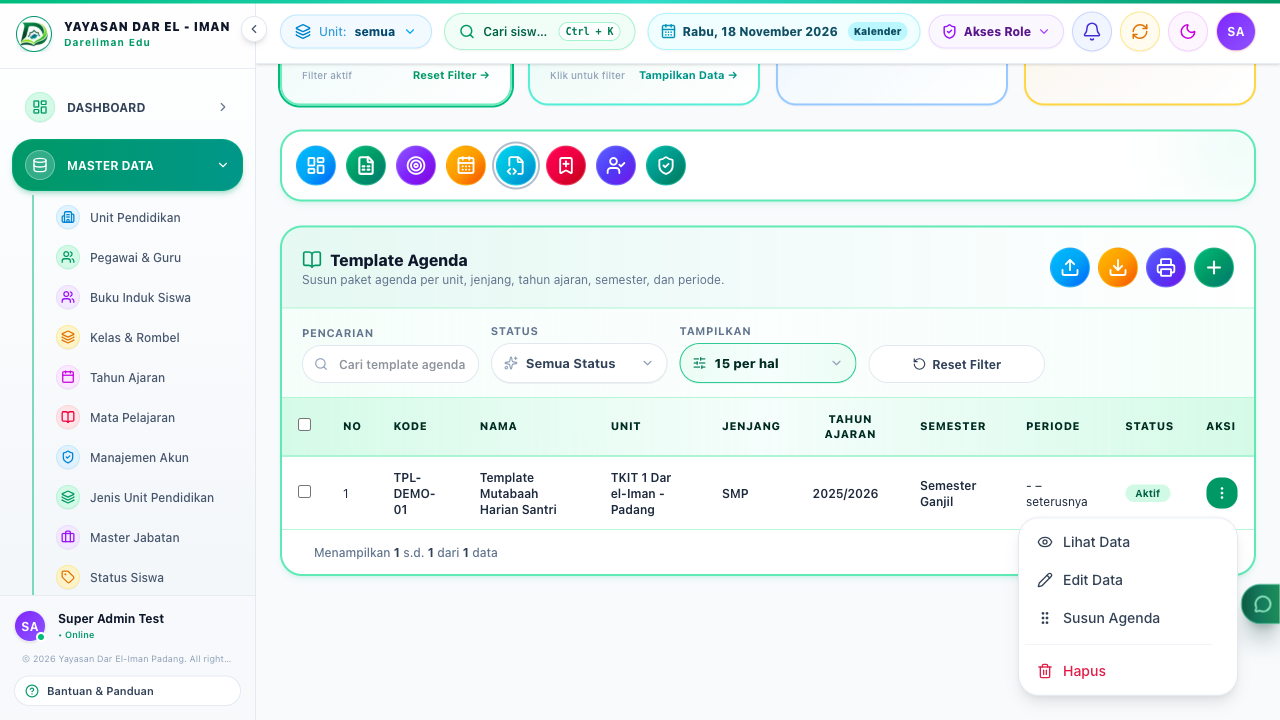 YAYASAN DAR EL - IMAN
Dareliman Edu
Unit: semua
Cari sisw...
Ctrl + K
Rabu, 18 November 2026
Kalender
Akses Role
SA
DASHBOARD
MASTER DATA
Unit Pendidikan
Pegawai & Guru
Buku Induk Siswa
Kelas & Rombel
Tahun Ajaran
Mata Pelajaran
Manajemen Akun
Jenis Unit Pendidikan
Master Jabatan
Status Siswa
SA
Super Admin Test
• Online
© 2026 Yayasan Dar El-Iman Padang. All right...
Bantuan & Panduan
Filter aktif
Reset Filter →
Klik untuk filter
Tampilkan Data →
Template Agenda
Susun paket agenda per unit, jenjang, tahun ajaran, semester, dan periode.
PENCARIAN
STATUS
TAMPILKAN
Cari template agenda
Semua Status
15 per hal
Reset Filter
NO
KODE
NAMA
UNIT
JENJANG
TAHUN
AJARAN
SEMESTER
PERIODE
STATUS
AKSI
1
TPL-
DEMO-
01
Template
Mutabaah
Harian Santri
TKIT 1 Dar
el-Iman -
Padang
SMP
2025/2026
Semester
Ganjil
- –
seterusnya
Aktif
Menampilkan 1 s.d. 1 dari 1 data
Lihat Data
Edit Data
Susun Agenda
Hapus